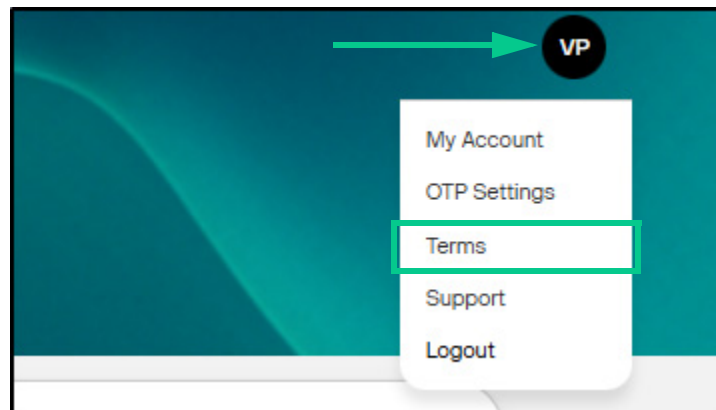 VP
My Account
OTP Settings
Terms
Support
Logout